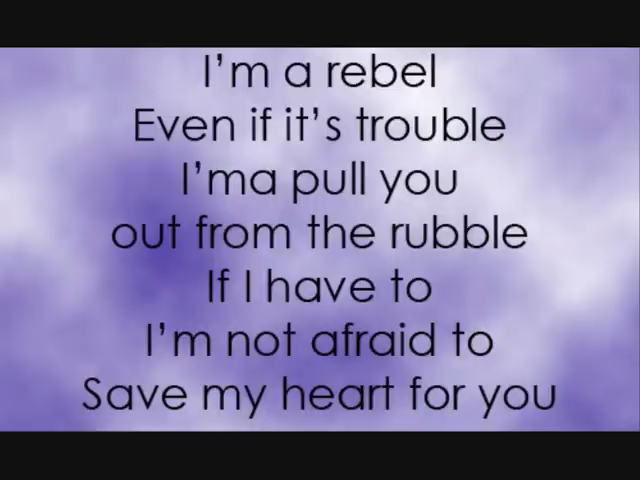 I'm a rebel
Even if it's trouble
I'ma pull you
out from the rubble
If I have to
I'm not afraid to
Save my heart for you